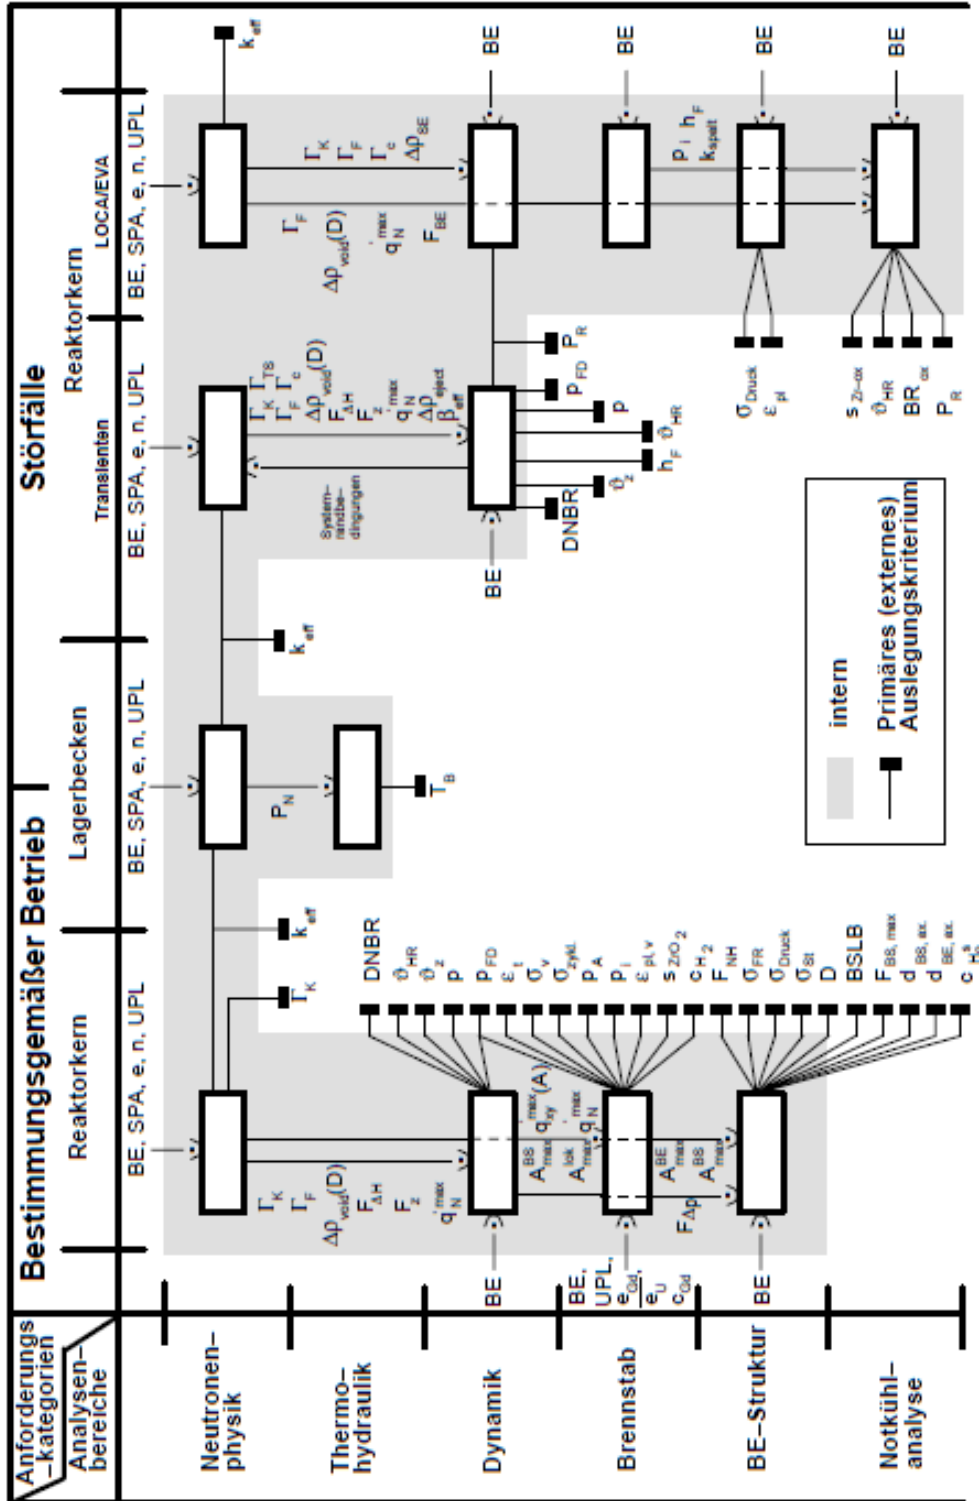 Anforderungs
–kategorien
Analysen–
bereiche
Bestimmungsgemäßer Betrieb
Störfälle
Reaktorkern
Lagerbecken
Reaktorkern
Transienten
LOCA/EVA
BE, SPA, e, n, UPL
BE, SPA, e, n, UPL
BE, SPA, e, n, UPL
BE, SPA, e, n, UPL
Neutronen–
physik
Γ_K
k_eff
k_eff
k_eff
Thermo–
hydraulik
Γ_K
Γ_F
Δρ_void(D)
F_ΔH
F_z
q'_N^max
P_N
T_B
System–
randbe–
dingungen
Γ_K Γ_TS
Γ_F Γ_c
Δρ_void(D)
F_ΔH
F_z
q'_N^max
Δρ_eject
β_eff
Γ_F
Δρ_void(D)
q'_N^max
F_BE
Γ_K
Γ_F
Γ_c
Δρ_SE
Dynamik
BE
BE
BE
DNBR
ϑ_z
h_F
ϑ_HR
p
p_FD
P_R
DNBR
ϑ_HR
ϑ_z
p
p_FD
ε_t
σ_v
σ_zykl.
p_A
p_i
ε_pl,v
s_ZrO2
c_H2
F_NH
σ_FR
σ_Druck
σ_St
D
BSLB
F_BS, max
d_BS, ax.
d_BE, ax.
A_max^BS q'_xy^max(A)
A_max^lok q'_N^max
Brennstab
BE,
UPL,
e_Gd,
e_U
c_Gd
BE
F_Δp
A_max^BE
A_max^BS
p_i h_F
k_spalt
BE–Struktur
BE
BE
σ_Druck
ε_pl
Notkühl–
analyse
BE
s_Zr–ox
ϑ_HR
BR_ox
P_R
intern
Primäres (externes)
Auslegungskriterium